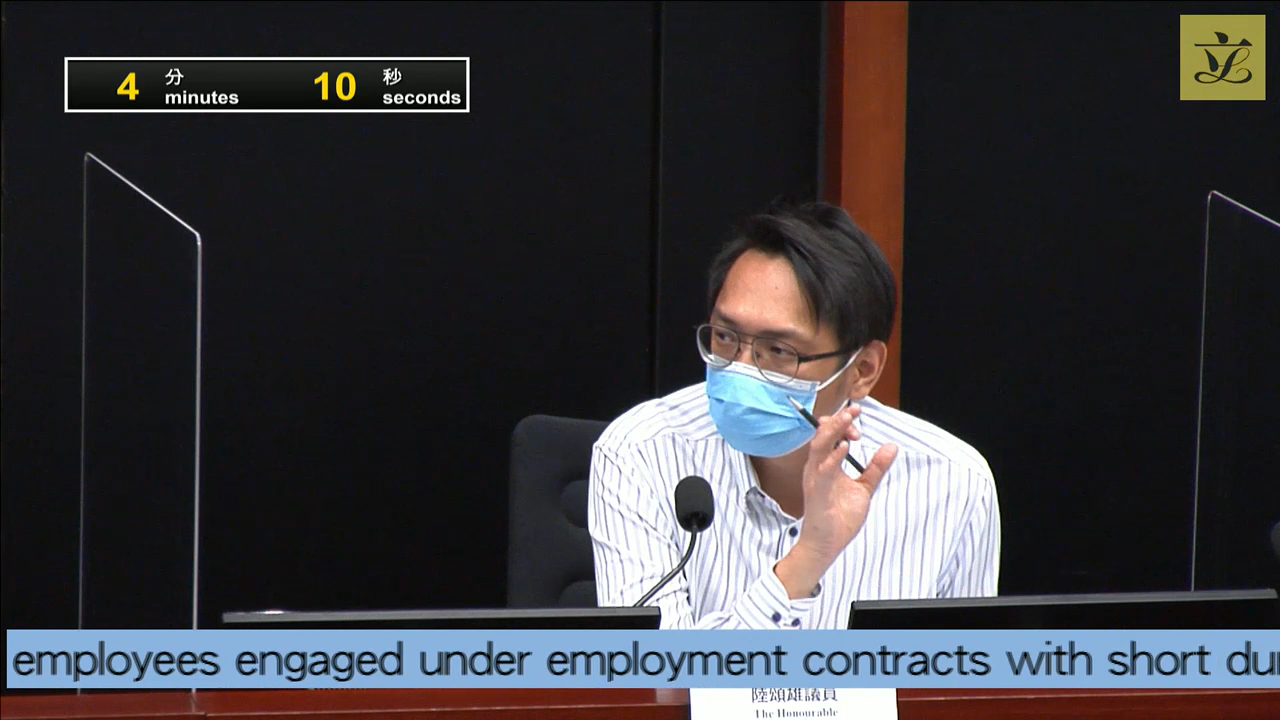 4 分 minutes 10 秒 seconds
立
employees engaged under employment contracts with short du
陸頌雄議員
The Honourable